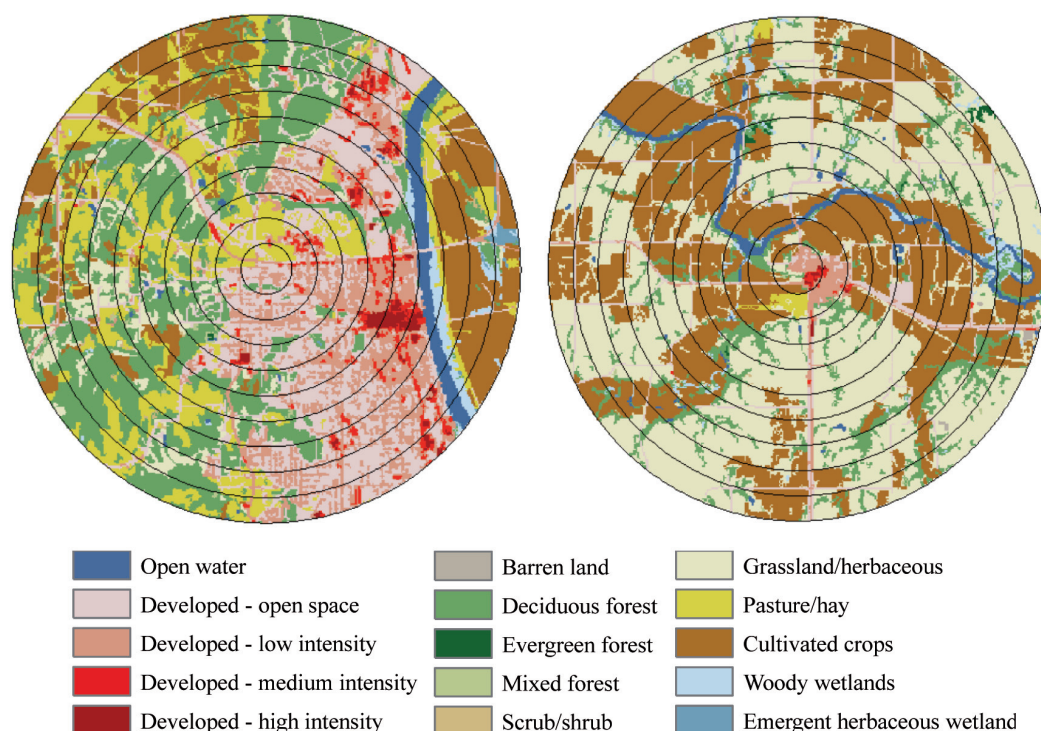 Open water
Developed - open space
Developed - low intensity
Developed - medium intensity
Developed - high intensity
Barren land
Deciduous forest
Evergreen forest
Mixed forest
Scrub/shrub
Grassland/herbaceous
Pasture/hay
Cultivated crops
Woody wetlands
Emergent herbaceous wetland